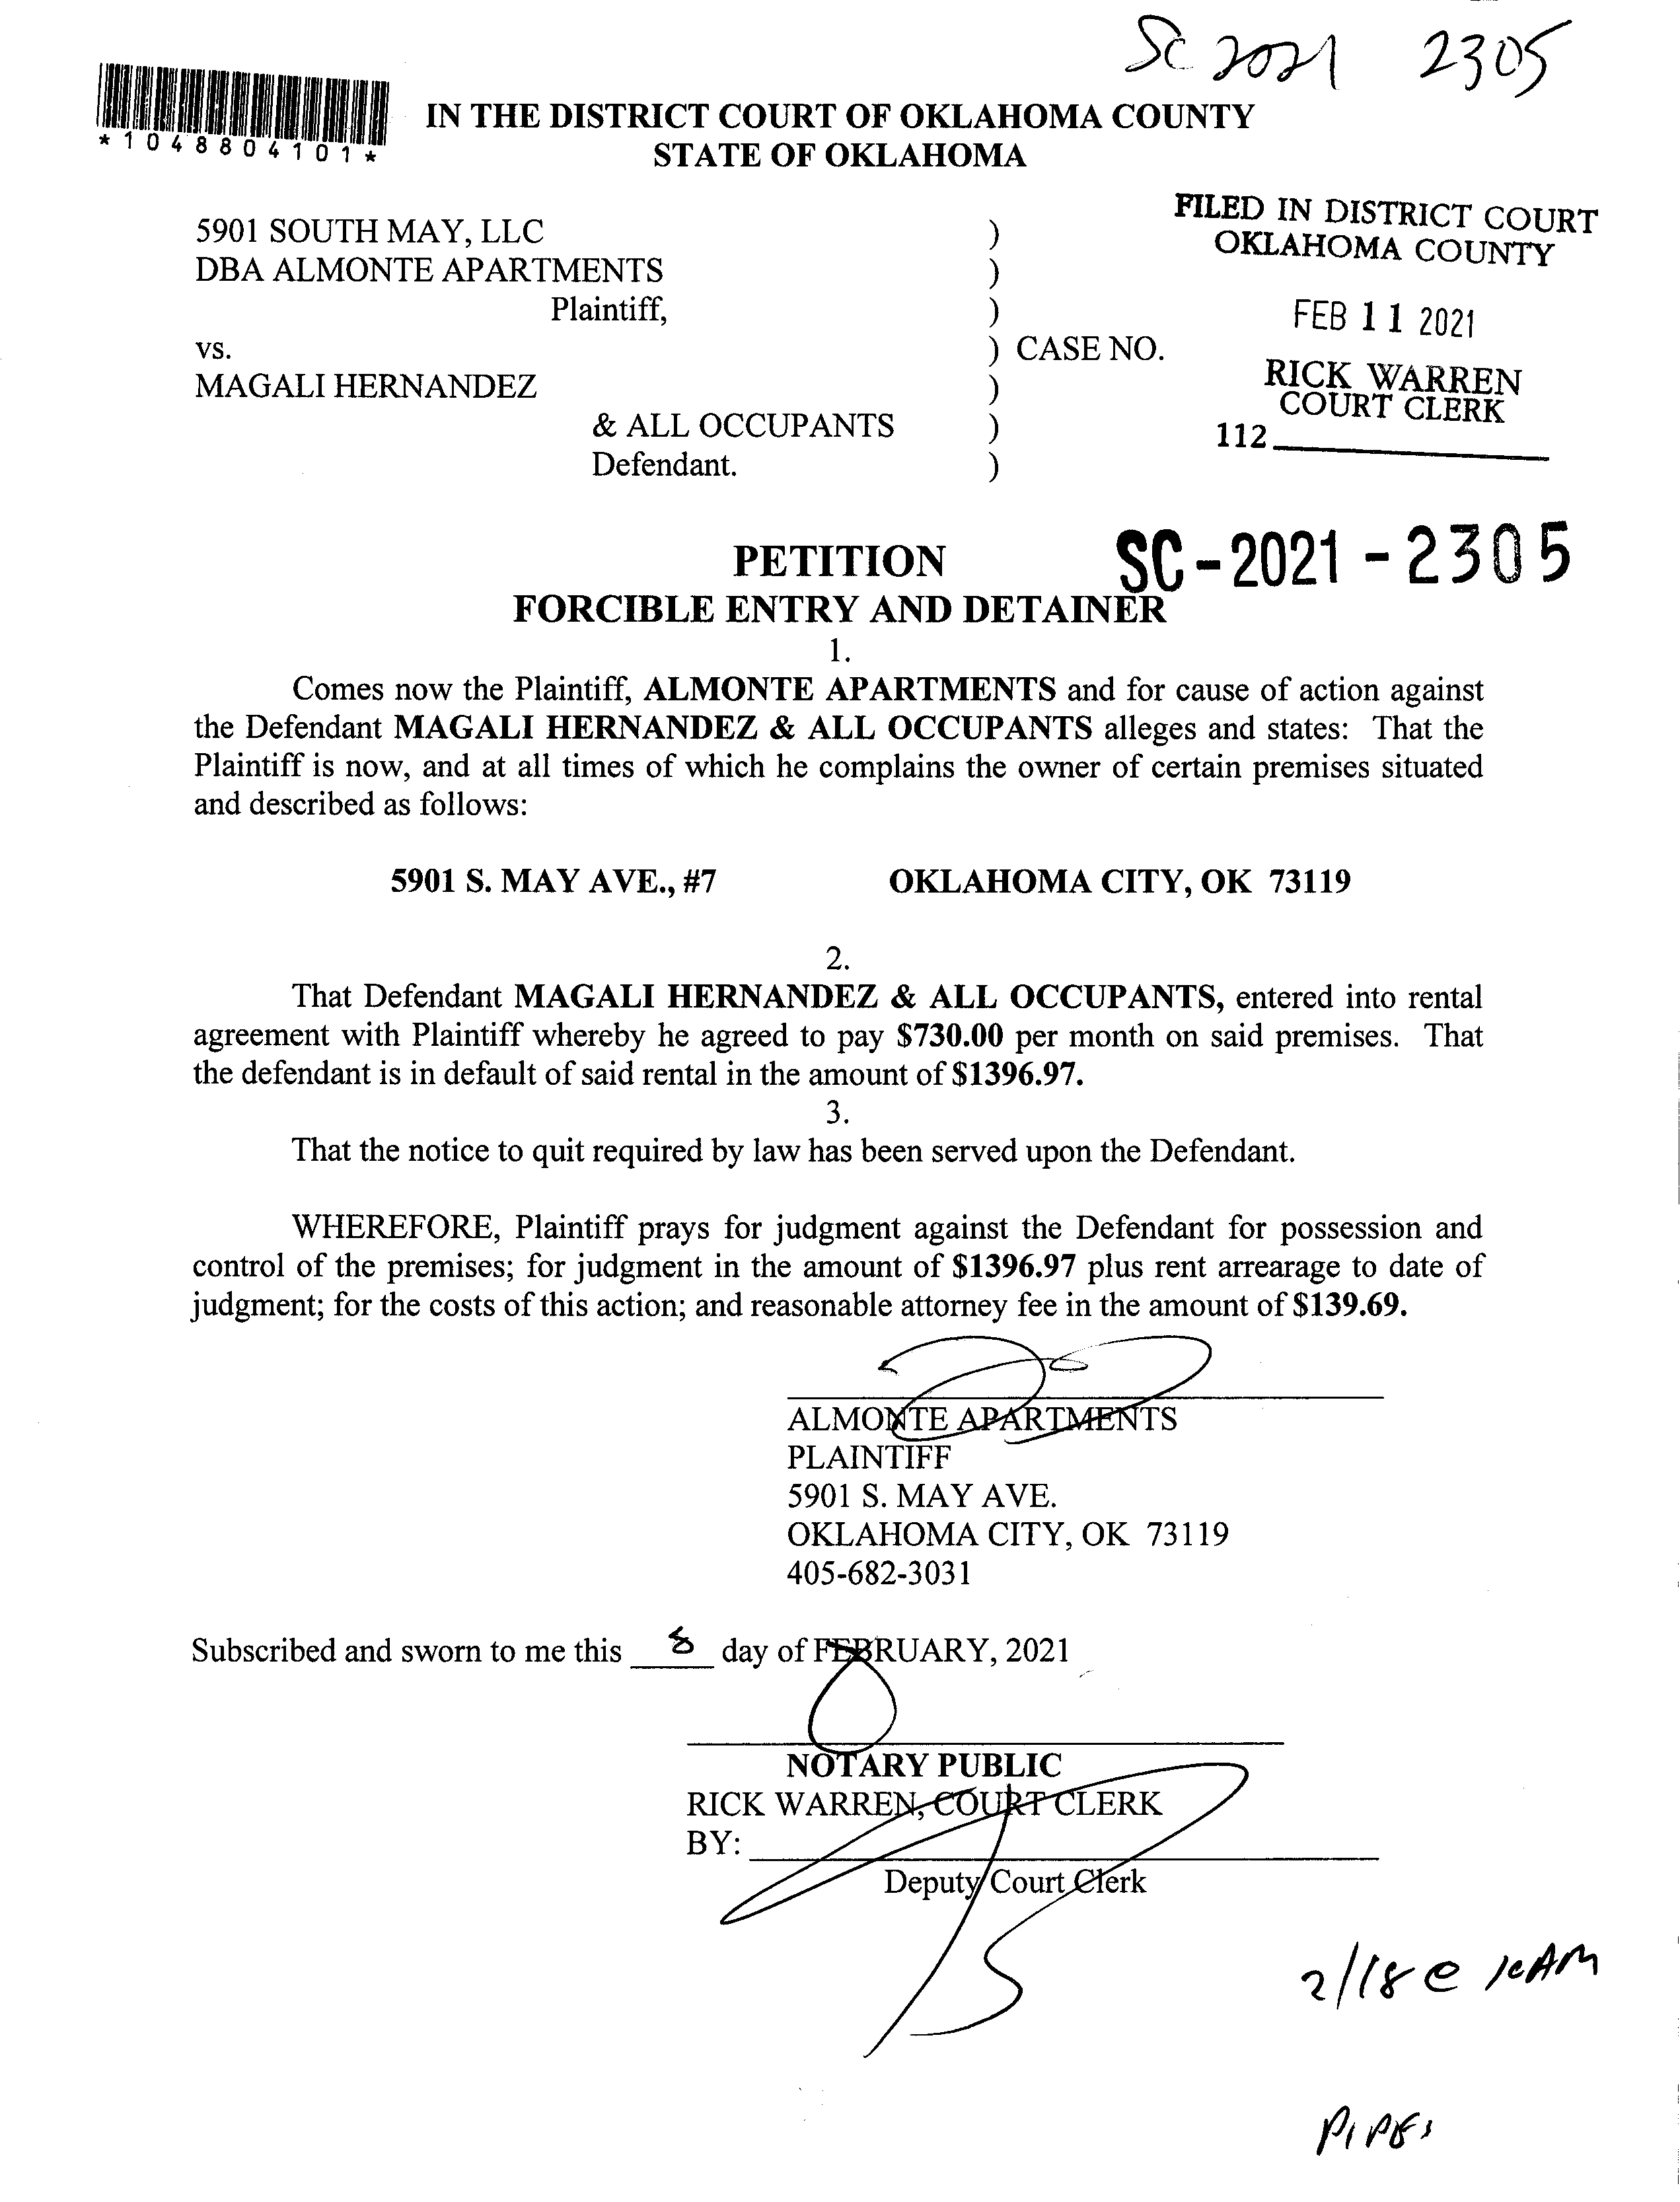 SC 2021 2305
*1048804101*
IN THE DISTRICT COURT OF OKLAHOMA COUNTY
STATE OF OKLAHOMA
FILED IN DISTRICT COURT
OKLAHOMA COUNTY
FEB 11 2021
RICK WARREN
COURT CLERK
112
5901 SOUTH MAY, LLC )
DBA ALMONTE APARTMENTS )
Plaintiff, )
vs. ) CASE NO.
MAGALI HERNANDEZ )
& ALL OCCUPANTS )
Defendant. )
SC-2021-2305
PETITION
FORCIBLE ENTRY AND DETAINER
1.
Comes now the Plaintiff, ALMONTE APARTMENTS and for cause of action against
the Defendant MAGALI HERNANDEZ & ALL OCCUPANTS alleges and states: That the
Plaintiff is now, and at all times of which he complains the owner of certain premises situated
and described as follows:
5901 S. MAY AVE., #7 OKLAHOMA CITY, OK 73119
2.
That Defendant MAGALI HERNANDEZ & ALL OCCUPANTS, entered into rental
agreement with Plaintiff whereby he agreed to pay $730.00 per month on said premises. That
the defendant is in default of said rental in the amount of $1396.97.
3.
That the notice to quit required by law has been served upon the Defendant.
WHEREFORE, Plaintiff prays for judgment against the Defendant for possession and
control of the premises; for judgment in the amount of $1396.97 plus rent arrearage to date of
judgment; for the costs of this action; and reasonable attorney fee in the amount of $139.69.
ALMONTE APARTMENTS
PLAINTIFF
5901 S. MAY AVE.
OKLAHOMA CITY, OK 73119
405-682-3031
Subscribed and sworn to me this 8 day of FEBRUARY, 2021
NOTARY PUBLIC
RICK WARREN, COURT CLERK
BY:
Deputy Court Clerk
2/18 @ 10AM